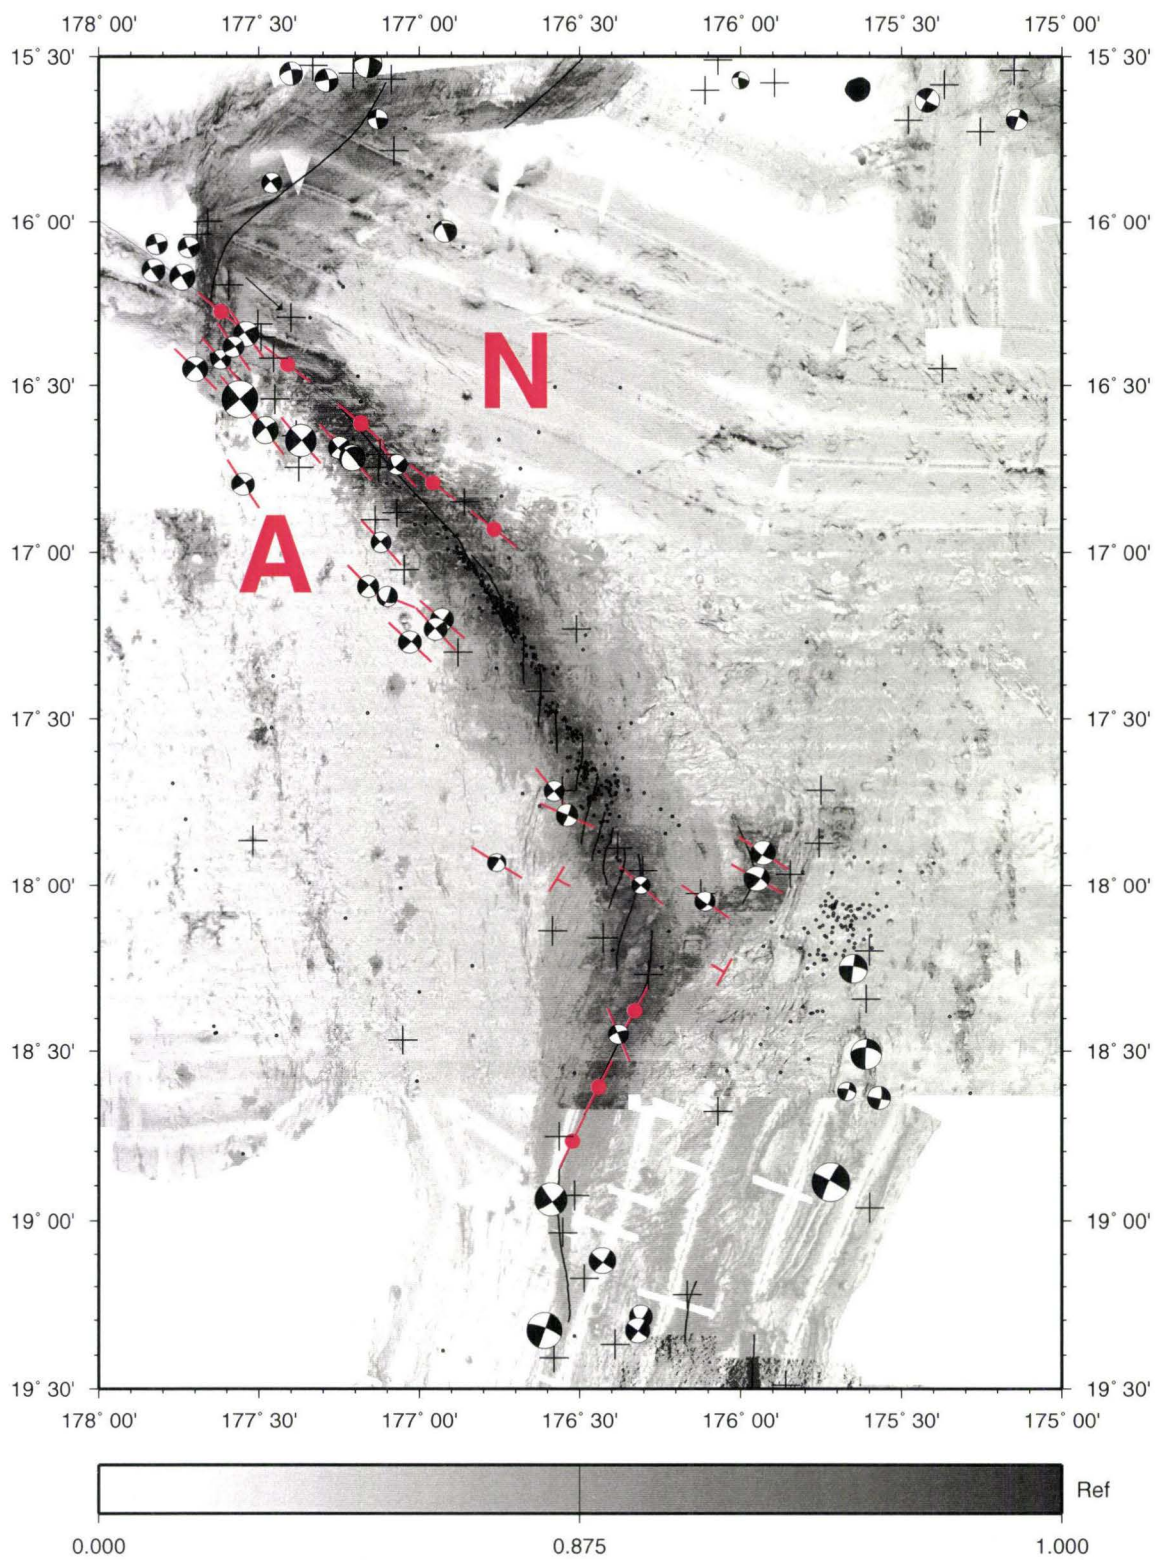 178˚ 00' 177˚ 30' 177˚ 00' 176˚ 30' 176˚ 00' 175˚ 30' 175˚ 00'
15˚ 30' 15˚ 30'
16˚ 00' 16˚ 00'
N
16˚ 30' 16˚ 30'
A
17˚ 00' 17˚ 00'
17˚ 30' 17˚ 30'
18˚ 00' 18˚ 00'
18˚ 30' 18˚ 30'
19˚ 00' 19˚ 00'
19˚ 30' 19˚ 30'
178˚ 00' 177˚ 30' 177˚ 00' 176˚ 30' 176˚ 00' 175˚ 30' 175˚ 00'
Ref
0.000 0.875 1.000